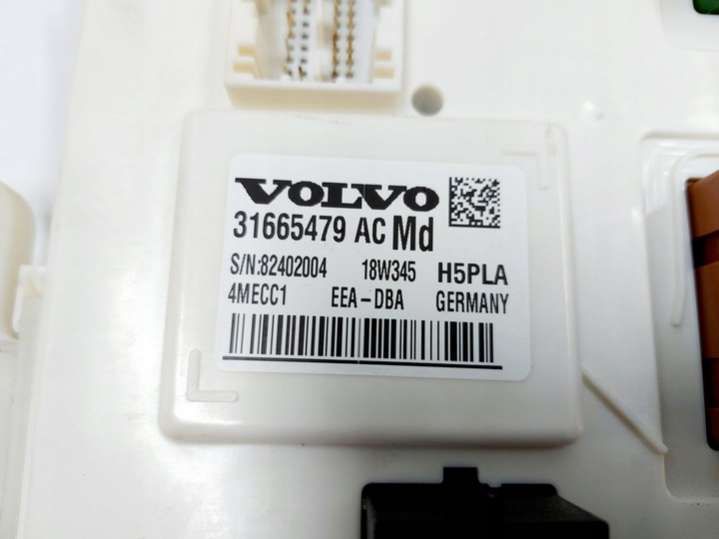 VOLVO
31665479 AC Md
S/N:82402004 18W345 H5PLA
4MECC1 EEA-DBA GERMANY